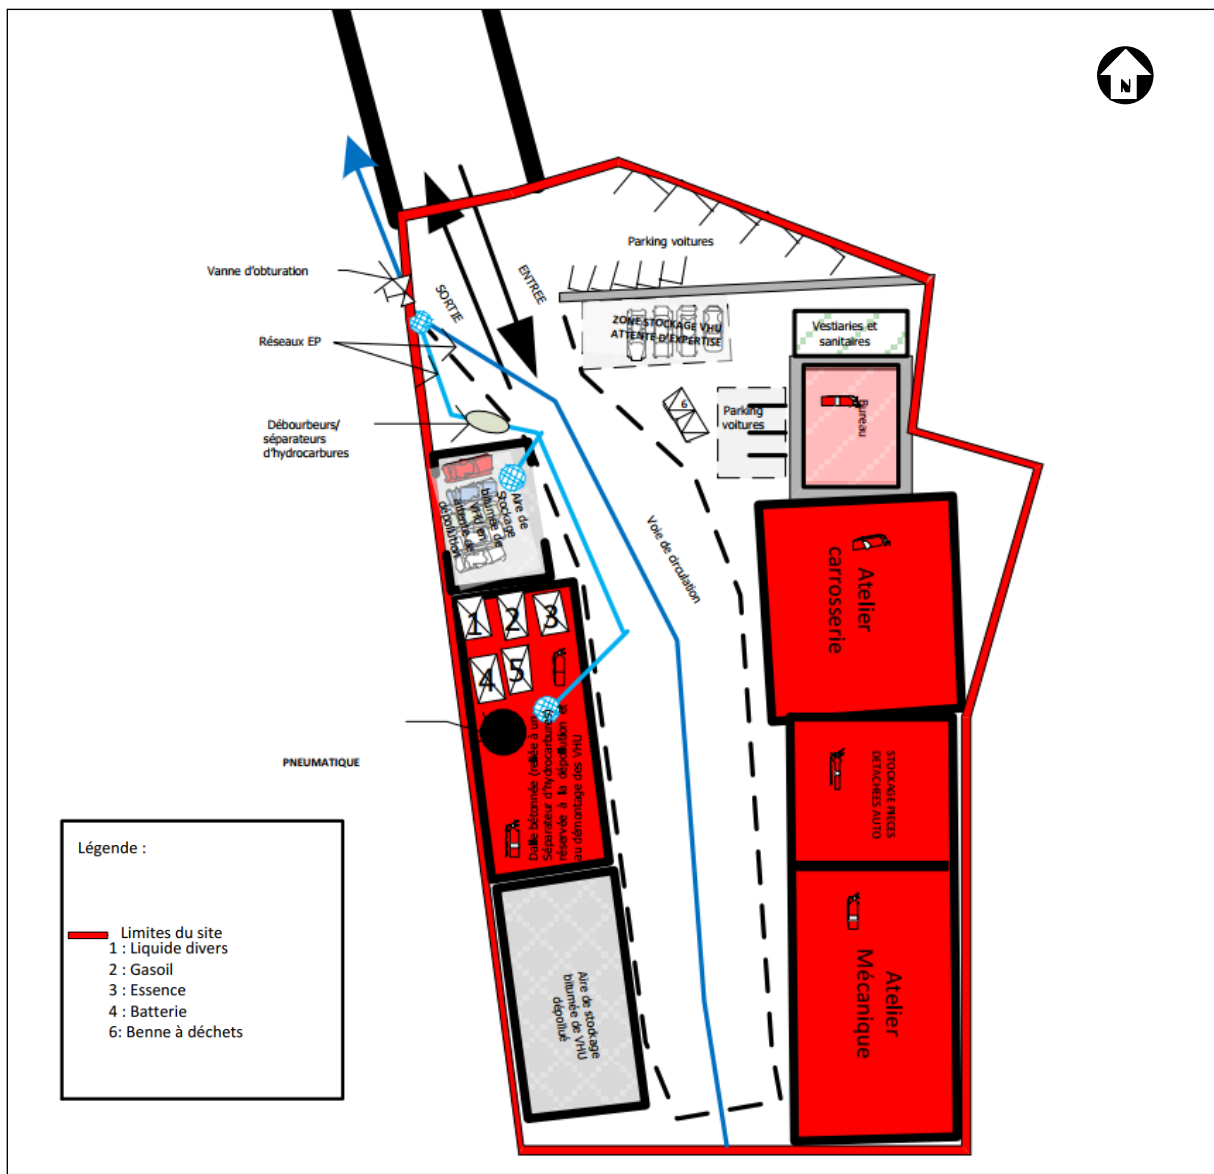 N
Parking voitures
Vanne d'obturation
ENTREE
SORTIE
ZONE STOCKAGE VHU
ATTENTE D'EXPERTISE
Vestiaries et
sanitaires
Réseaux EP
6
Parking
voitures
Bureau
Débourbeurs/
séparateurs
d'hydrocarbures
Aire de
Stockage
bitumée de
VHU en
attente de
dépollution
Voie de circulation
Atelier
carrosserie
1
2
3
4
5
au démontage des VHU
réservée à la dépollution
Séparateur d'hydrocarbures)
Dalle bétonnée (reliée à un
PNEUMATIQUE
STOCKAGE PIECES
DETACHEES AUTO
Atelier
Mécanique
Aire de stockage
bitumée de VHU
dépollué
Légende :
Limites du site
1 : Liquide divers
2 : Gasoil
3 : Essence
4 : Batterie
6: Benne à déchets